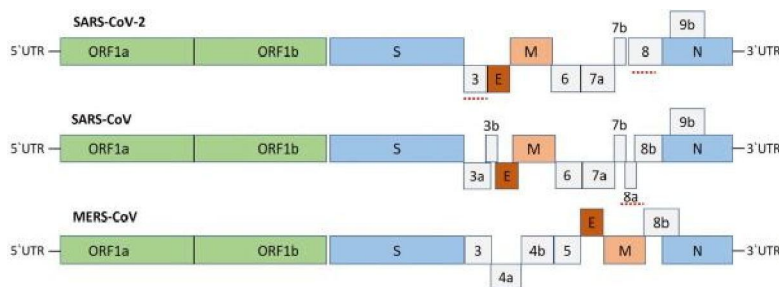 SARS-CoV-2
7b 9b
5`UTR ORF1a ORF1b S M 8 N 3`UTR
3 E 6 7a
SARS-CoV
3b 7b 9b
5`UTR ORF1a ORF1b S M 8b N 3`UTR
3a E 6 7a
8a
MERS-CoV
E 8b
5`UTR ORF1a ORF1b S 3 4b 5 M N 3`UTR
4a